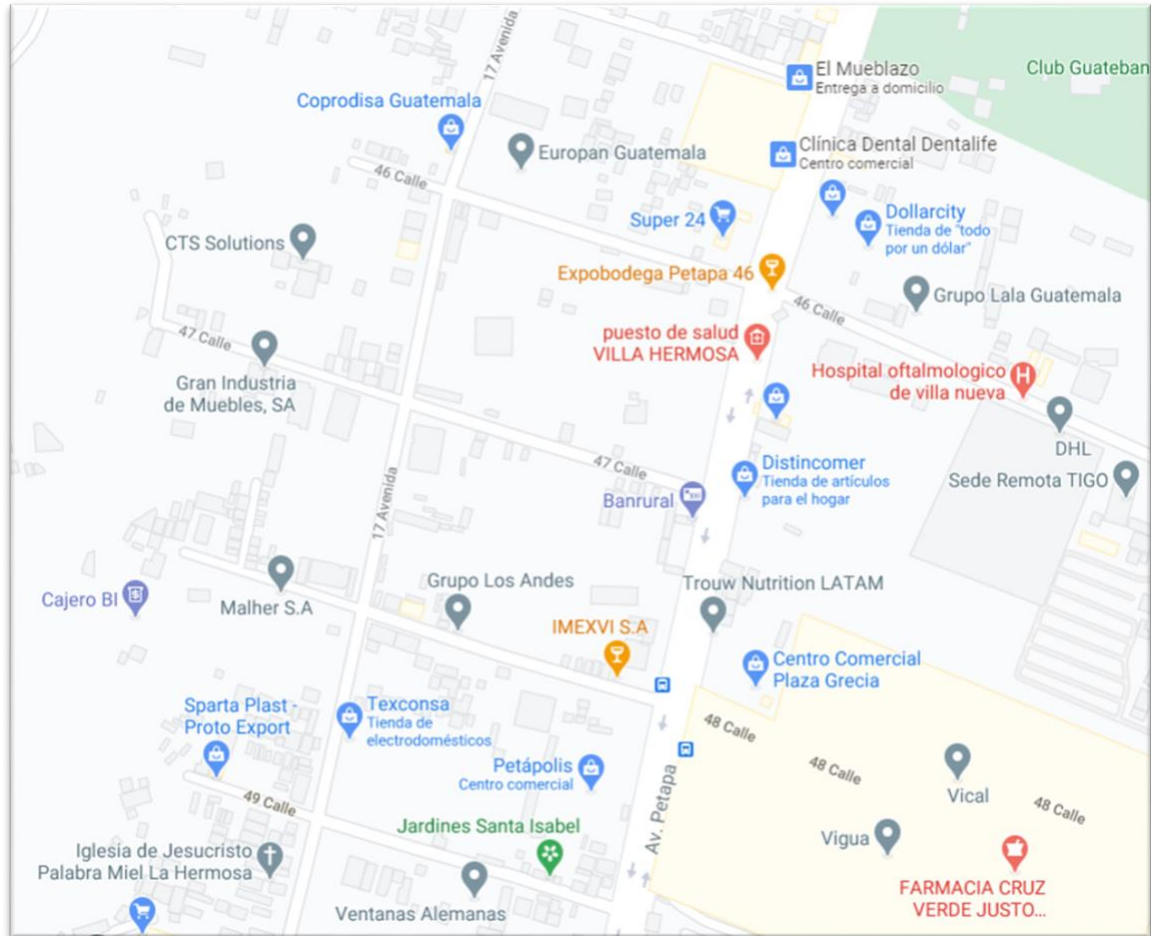 17 Avenida
El Mueblazo
Entrega a domicilio
Club Guateban
Coprodisa Guatemala
Europan Guatemala
Clínica Dental Dentalife
Centro comercial
46 Calle
Super 24
Dollarcity
Tienda de "todo
por un dólar"
CTS Solutions
Expobodega Petapa 46
Grupo Lala Guatemala
46 Calle
47 Calle
puesto de salud
VILLA HERMOSA
Gran Industria
de Muebles, SA
Hospital oftalmologico
de villa nueva
H
DHL
47 Calle
Distincomer
Tienda de artículos
para el hogar
Sede Remota TIGO
17 Avenida
Banrural
Cajero BI
Malher S.A
Grupo Los Andes
Trouw Nutrition LATAM
IMEXVI S.A
Centro Comercial
Plaza Grecia
Sparta Plast -
Proto Export
Texconsa
Tienda de
electrodomésticos
48 Calle
48 Calle
48 Calle
Petápolis
Centro comercial
Vical
49 Calle
Av. Petapa
Jardines Santa Isabel
Vigua
Iglesia de Jesucristo
Palabra Miel La Hermosa
Ventanas Alemanas
FARMACIA CRUZ
VERDE JUSTO...